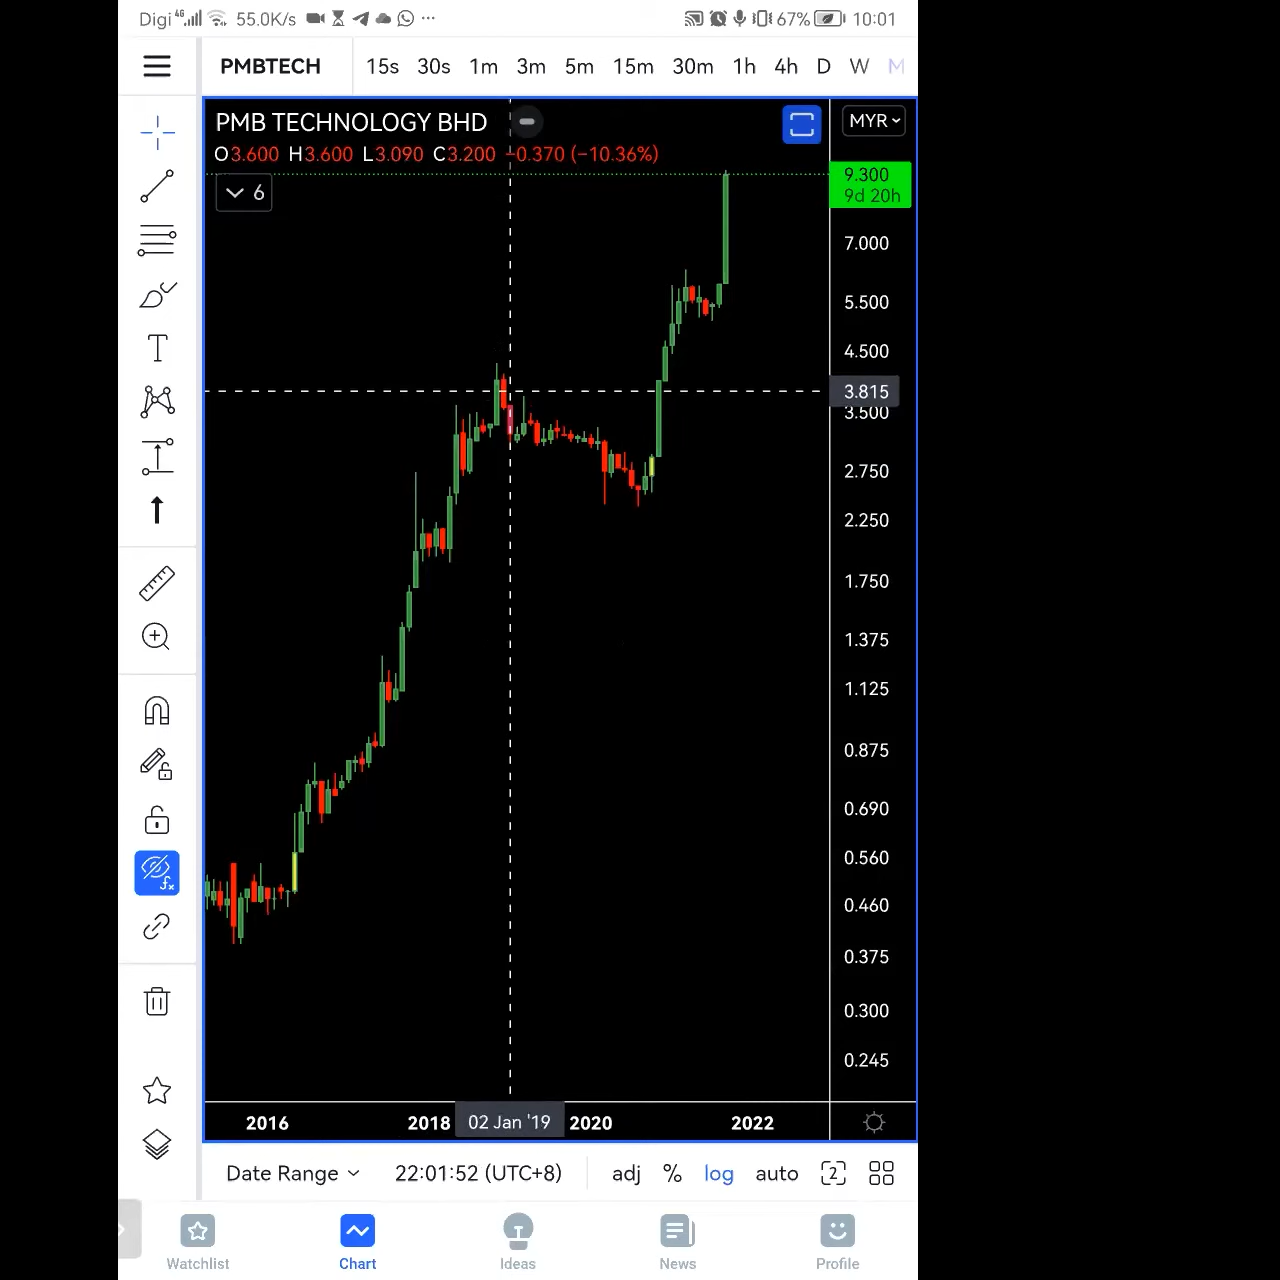 Digi 4G 55.0K/s ... 67% 10:01
PMBTECH 15s 30s 1m 3m 5m 15m 30m 1h 4h D W M
PMB TECHNOLOGY BHD
MYR
O3.600 H3.600 L3.090 C3.200 −0.370 (−10.36%)
6
9.300
9d 20h
7.000
5.500
4.500
3.815
3.500
2.750
2.250
1.750
1.375
1.125
0.875
0.690
0.560
0.460
0.375
0.300
0.245
2016 2018 02 Jan '19 2020 2022
Date Range 22:01:52 (UTC+8) adj % log auto 2
Watchlist Chart Ideas News Profile